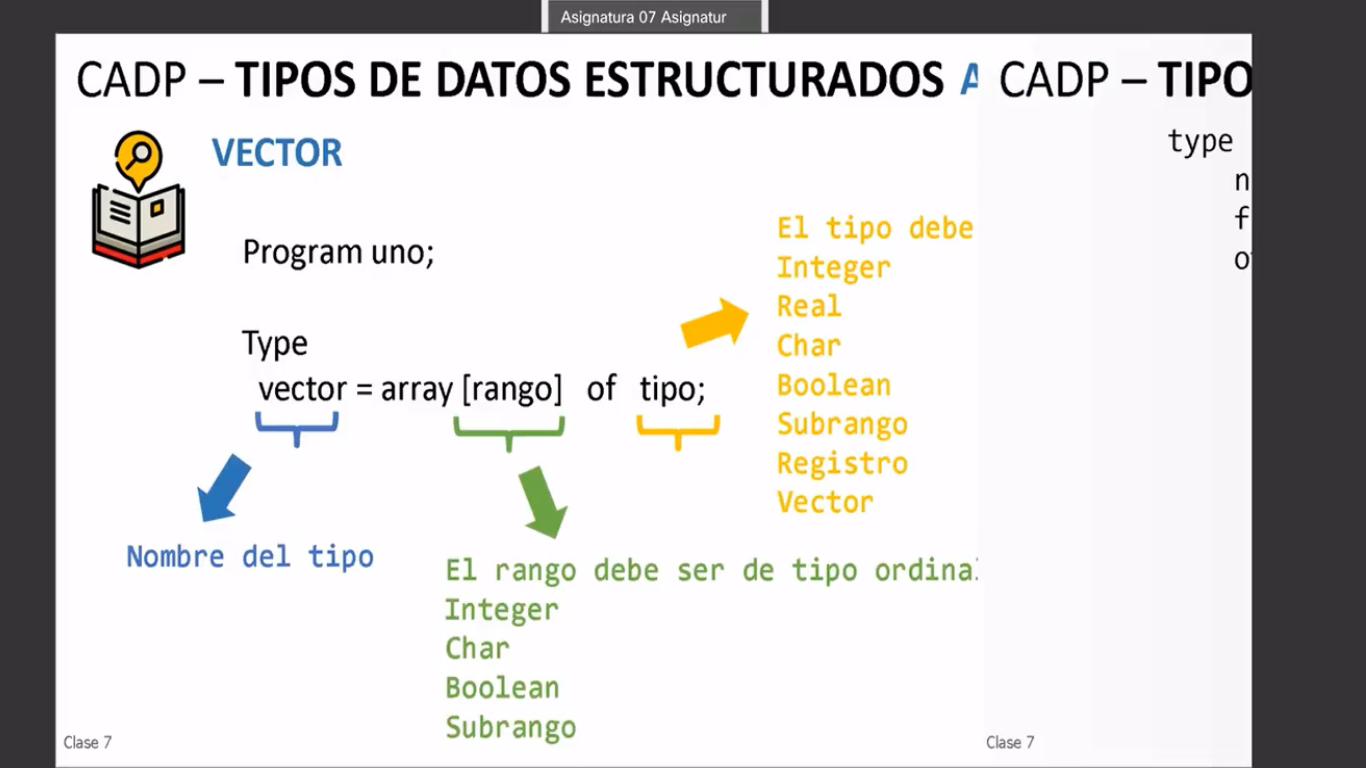 Asignatura 07 Asignatur
CADP – TIPOS DE DATOS ESTRUCTURADOS
VECTOR
Program uno;
Type
vector = array [rango] of tipo;
El tipo debe
Integer
Real
Char
Boolean
Subrango
Registro
Vector
Nombre del tipo
El rango debe ser de tipo
Integer
Char
Boolean
Subrango
Clase 7
CADP – TIPO
type
n
f
Clase 7